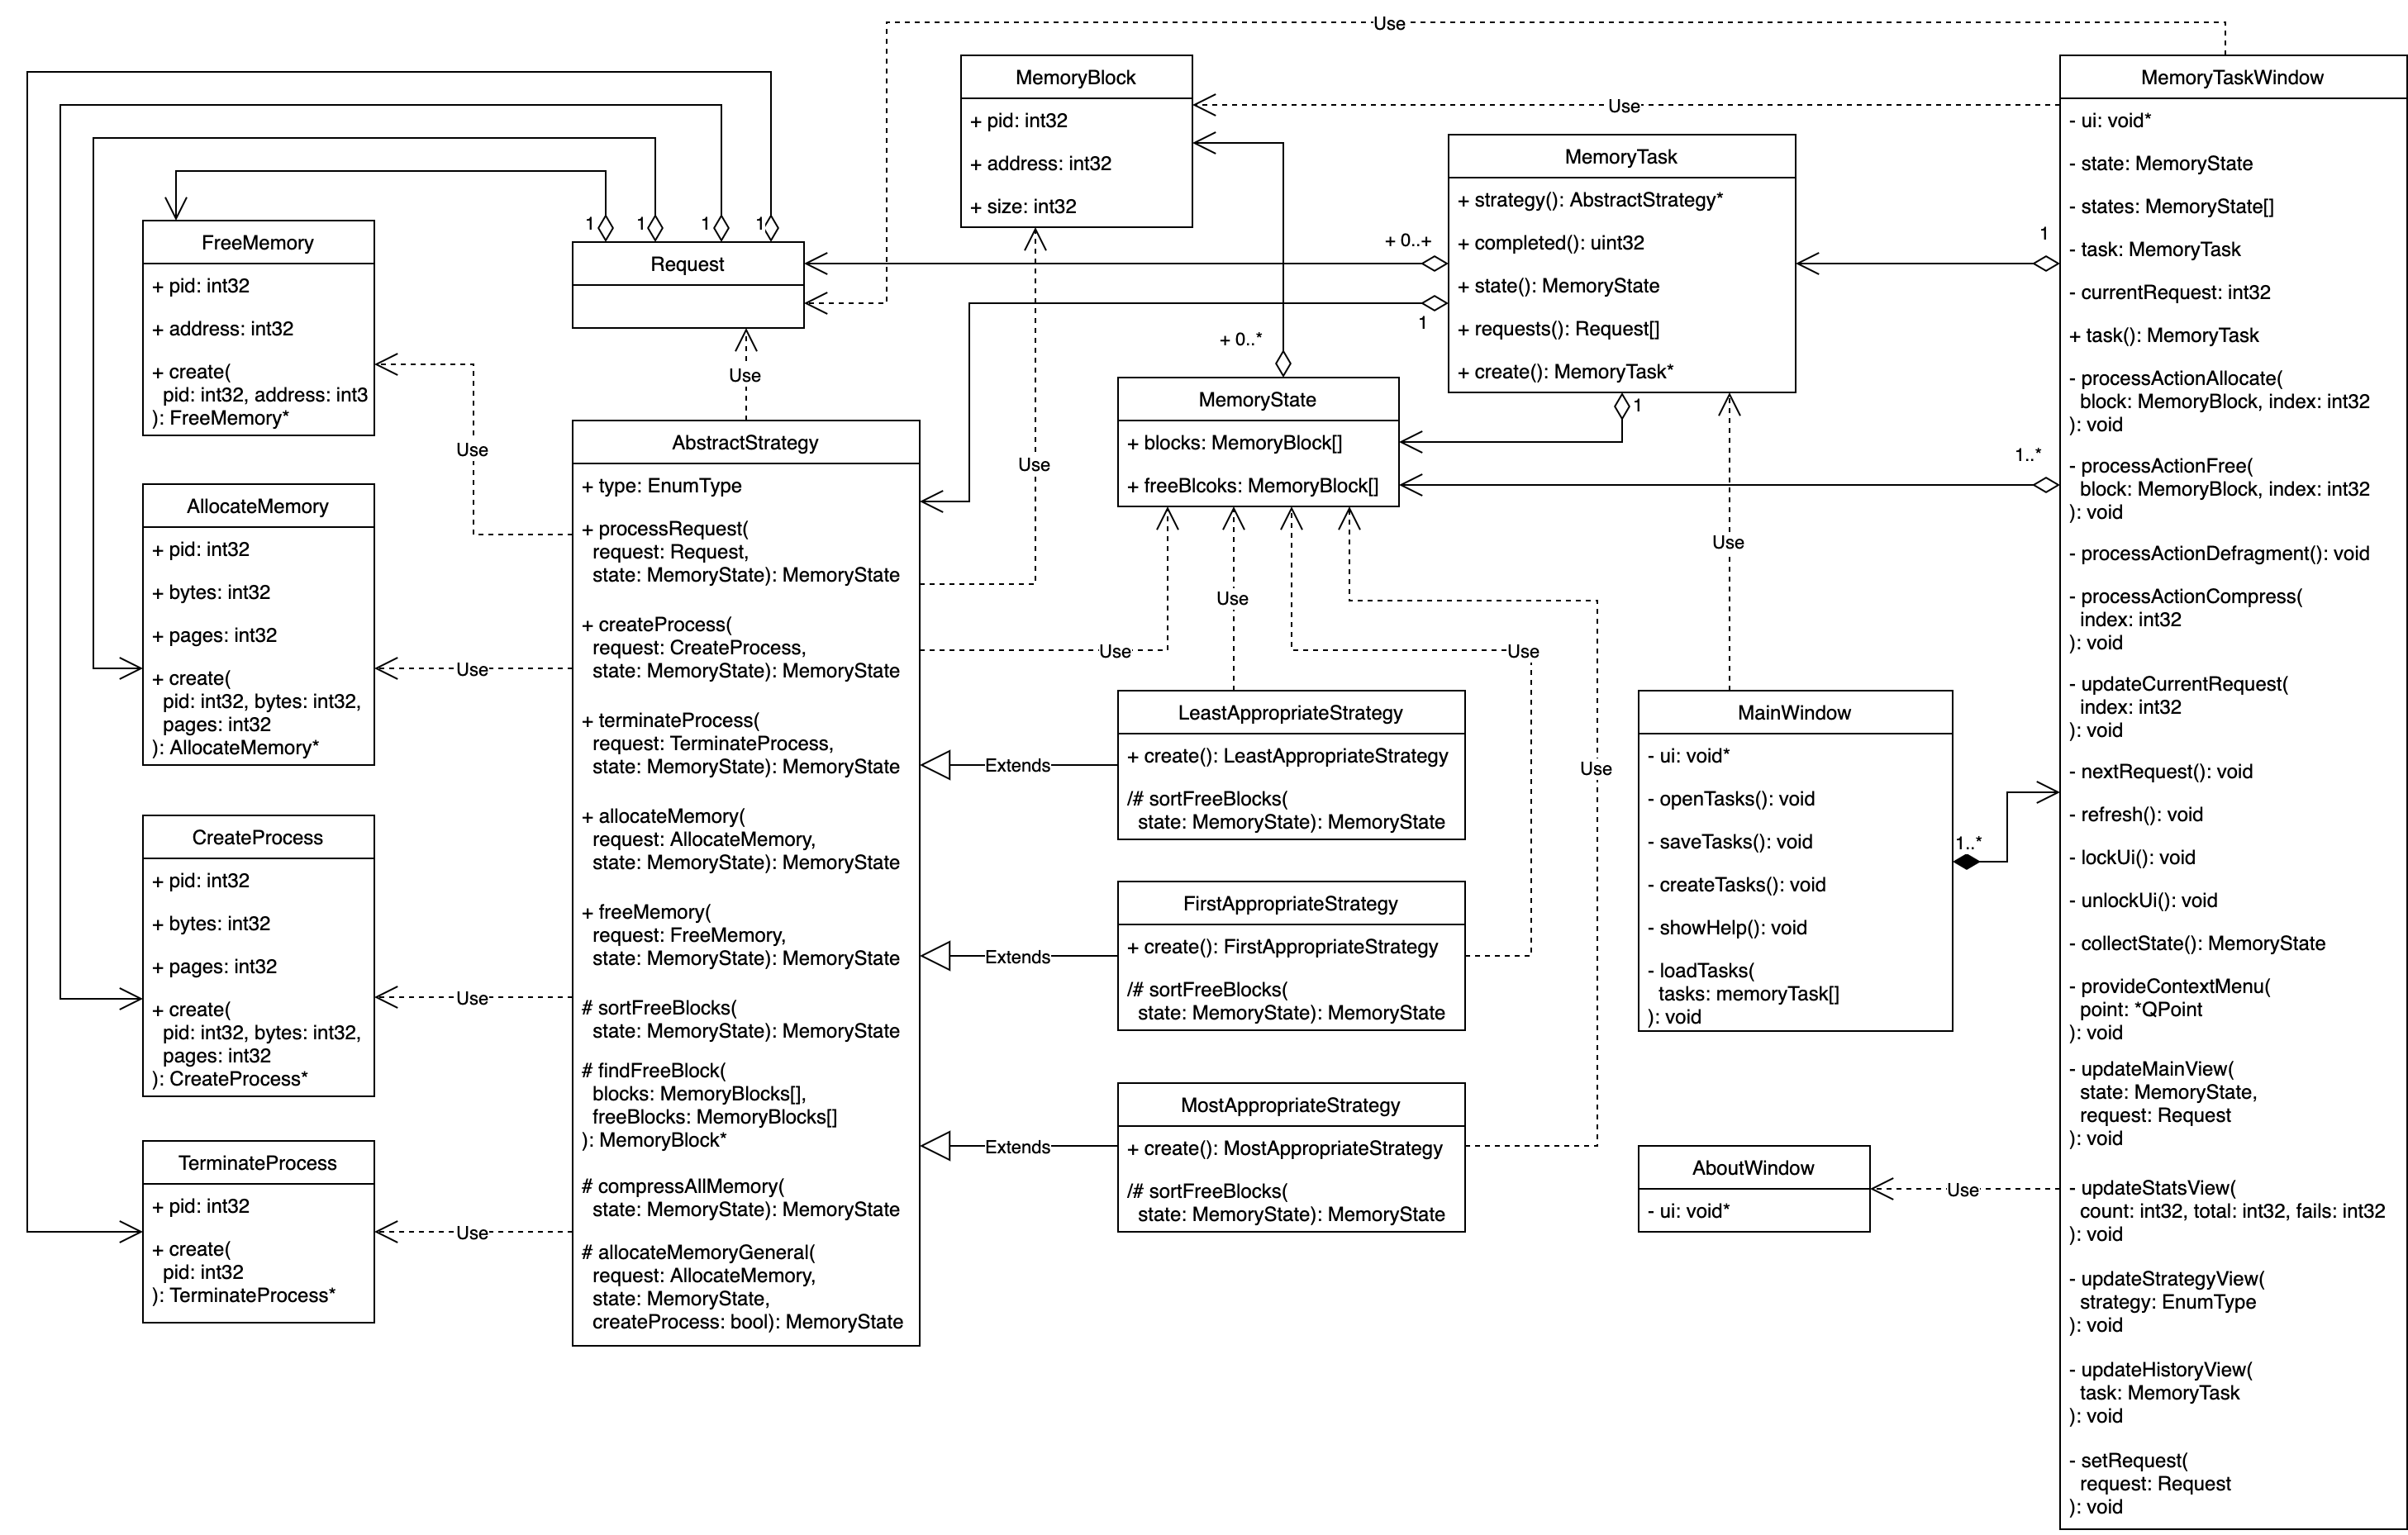 Use
MemoryBlock
+ pid: int32
+ address: int32
+ size: int32
Use
MemoryTaskWindow
- ui: void*
- state: MemoryState
- states: MemoryState[]
- task: MemoryTask
- currentRequest: int32
+ task(): MemoryTask
- processActionAllocate(
block: MemoryBlock, index: int32
): void
- processActionFree(
block: MemoryBlock, index: int32
): void
- processActionDefragment(): void
- processActionCompress(
index: int32
): void
- updateCurrentRequest(
index: int32
): void
- nextRequest(): void
- refresh(): void
- lockUi(): void
- unlockUi(): void
- collectState(): MemoryState
- provideContextMenu(
point: *QPoint
): void
- updateMainView(
state: MemoryState,
request: Request
): void
- updateStatsView(
count: int32, total: int32, fails: int32
): void
- updateStrategyView(
strategy: EnumType
): void
- updateHistoryView(
task: MemoryTask
): void
- setRequest(
request: Request
): void
MemoryTask
+ strategy(): AbstractStrategy*
+ completed(): uint32
+ state(): MemoryState
+ requests(): Request[]
+ create(): MemoryTask*
+ 0..+
1
1
1
1..*
1
1
1
1
Request
FreeMemory
+ pid: int32
+ address: int32
+ create(
pid: int32, address: int3
): FreeMemory*
Use
Use
Use
+ 0..*
MemoryState
+ blocks: MemoryBlock[]
+ freeBlcoks: MemoryBlock[]
AbstractStrategy
+ type: EnumType
+ processRequest(
request: Request,
state: MemoryState): MemoryState
+ createProcess(
request: CreateProcess,
state: MemoryState): MemoryState
+ terminateProcess(
request: TerminateProcess,
state: MemoryState): MemoryState
+ allocateMemory(
request: AllocateMemory,
state: MemoryState): MemoryState
+ freeMemory(
request: FreeMemory,
state: MemoryState): MemoryState
# sortFreeBlocks(
state: MemoryState): MemoryState
# findFreeBlock(
blocks: MemoryBlocks[],
freeBlocks: MemoryBlocks[]
): MemoryBlock*
# compressAllMemory(
state: MemoryState): MemoryState
# allocateMemoryGeneral(
request: AllocateMemory,
state: MemoryState,
createProcess: bool): MemoryState
AllocateMemory
+ pid: int32
+ bytes: int32
+ pages: int32
+ create(
pid: int32, bytes: int32,
pages: int32
): AllocateMemory*
Use
Use
Use
Use
Use
Use
LeastAppropriateStrategy
+ create(): LeastAppropriateStrategy
/# sortFreeBlocks(
state: MemoryState): MemoryState
Extends
MainWindow
- ui: void*
- openTasks(): void
- saveTasks(): void
- createTasks(): void
- showHelp(): void
- loadTasks(
tasks: memoryTask[]
): void
1..*
CreateProcess
+ pid: int32
+ bytes: int32
+ pages: int32
+ create(
pid: int32, bytes: int32,
pages: int32
): CreateProcess*
Use
FirstAppropriateStrategy
+ create(): FirstAppropriateStrategy
/# sortFreeBlocks(
state: MemoryState): MemoryState
Extends
MostAppropriateStrategy
+ create(): MostAppropriateStrategy
/# sortFreeBlocks(
state: MemoryState): MemoryState
Extends
TerminateProcess
+ pid: int32
+ create(
pid: int32
): TerminateProcess*
Use
AboutWindow
- ui: void*
Use